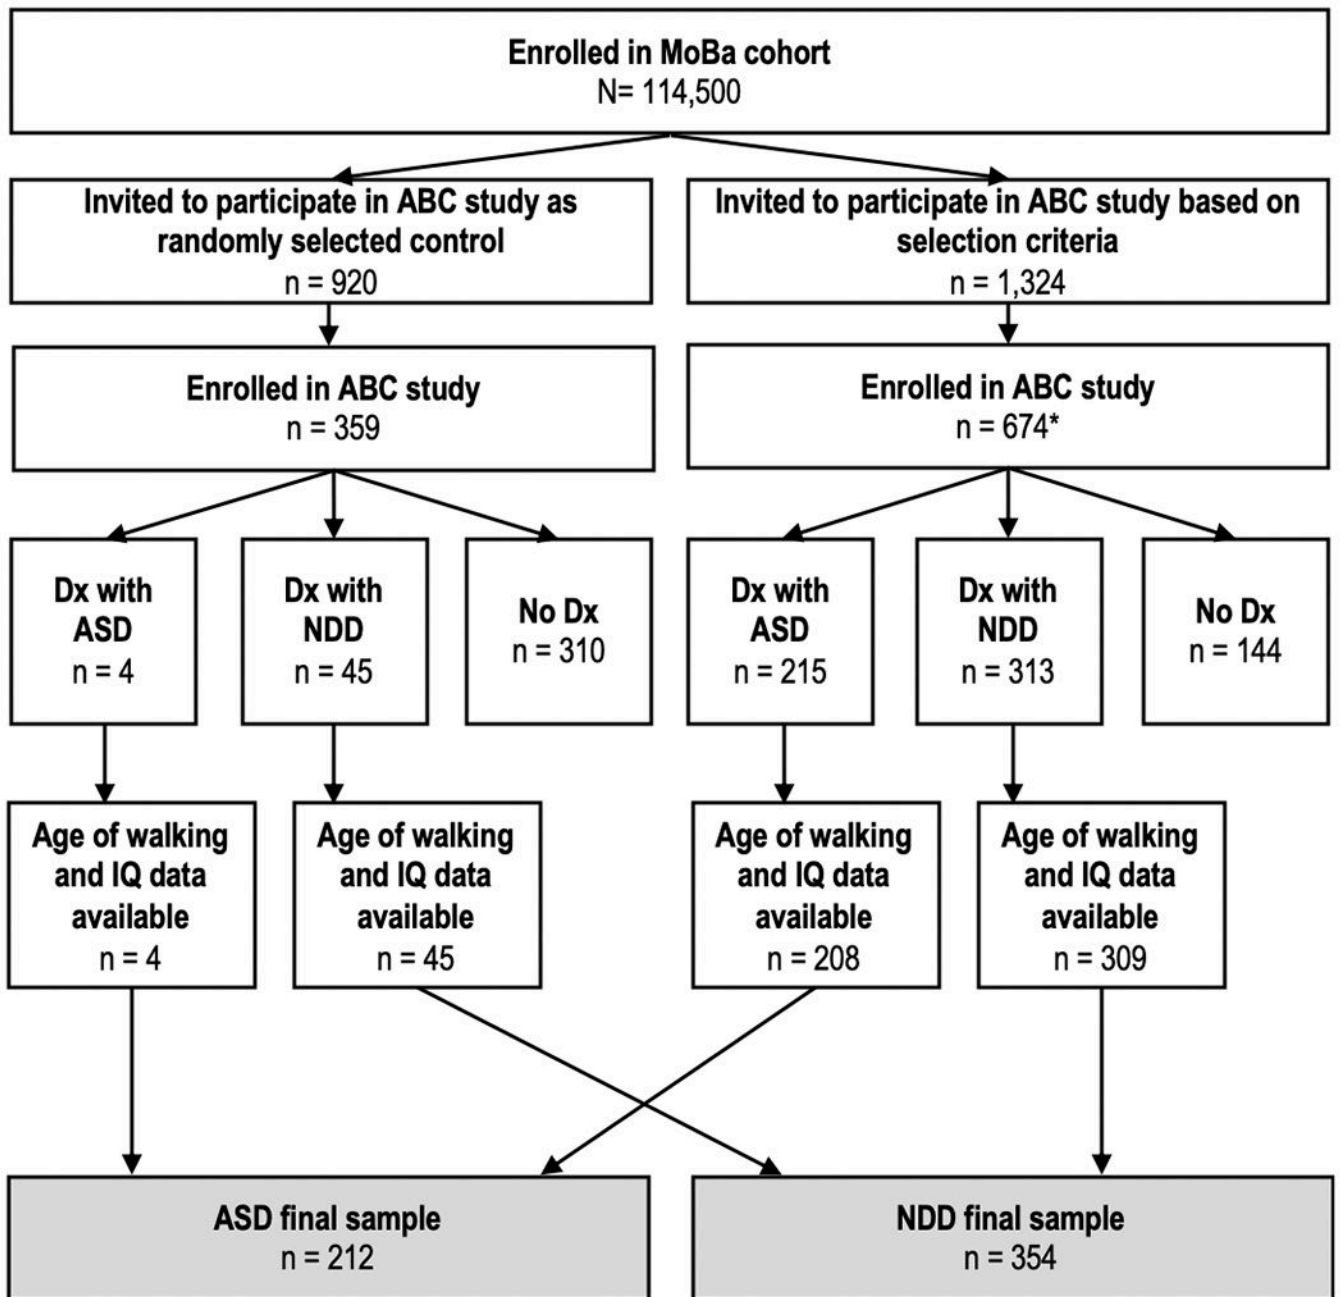 Enrolled in MoBa cohort
N= 114,500
Invited to participate in ABC study as
randomly selected control
n = 920
Invited to participate in ABC study based on
selection criteria
n = 1,324
Enrolled in ABC study
n = 359
Enrolled in ABC study
n = 674*
Dx with
ASD
n = 4
Dx with
NDD
n = 45
No Dx
n = 310
Dx with
ASD
n = 215
Dx with
NDD
n = 313
No Dx
n = 144
Age of walking
and IQ data
available
n = 4
Age of walking
and IQ data
available
n = 45
Age of walking
and IQ data
available
n = 208
Age of walking
and IQ data
available
n = 309
ASD final sample
n = 212
NDD final sample
n = 354